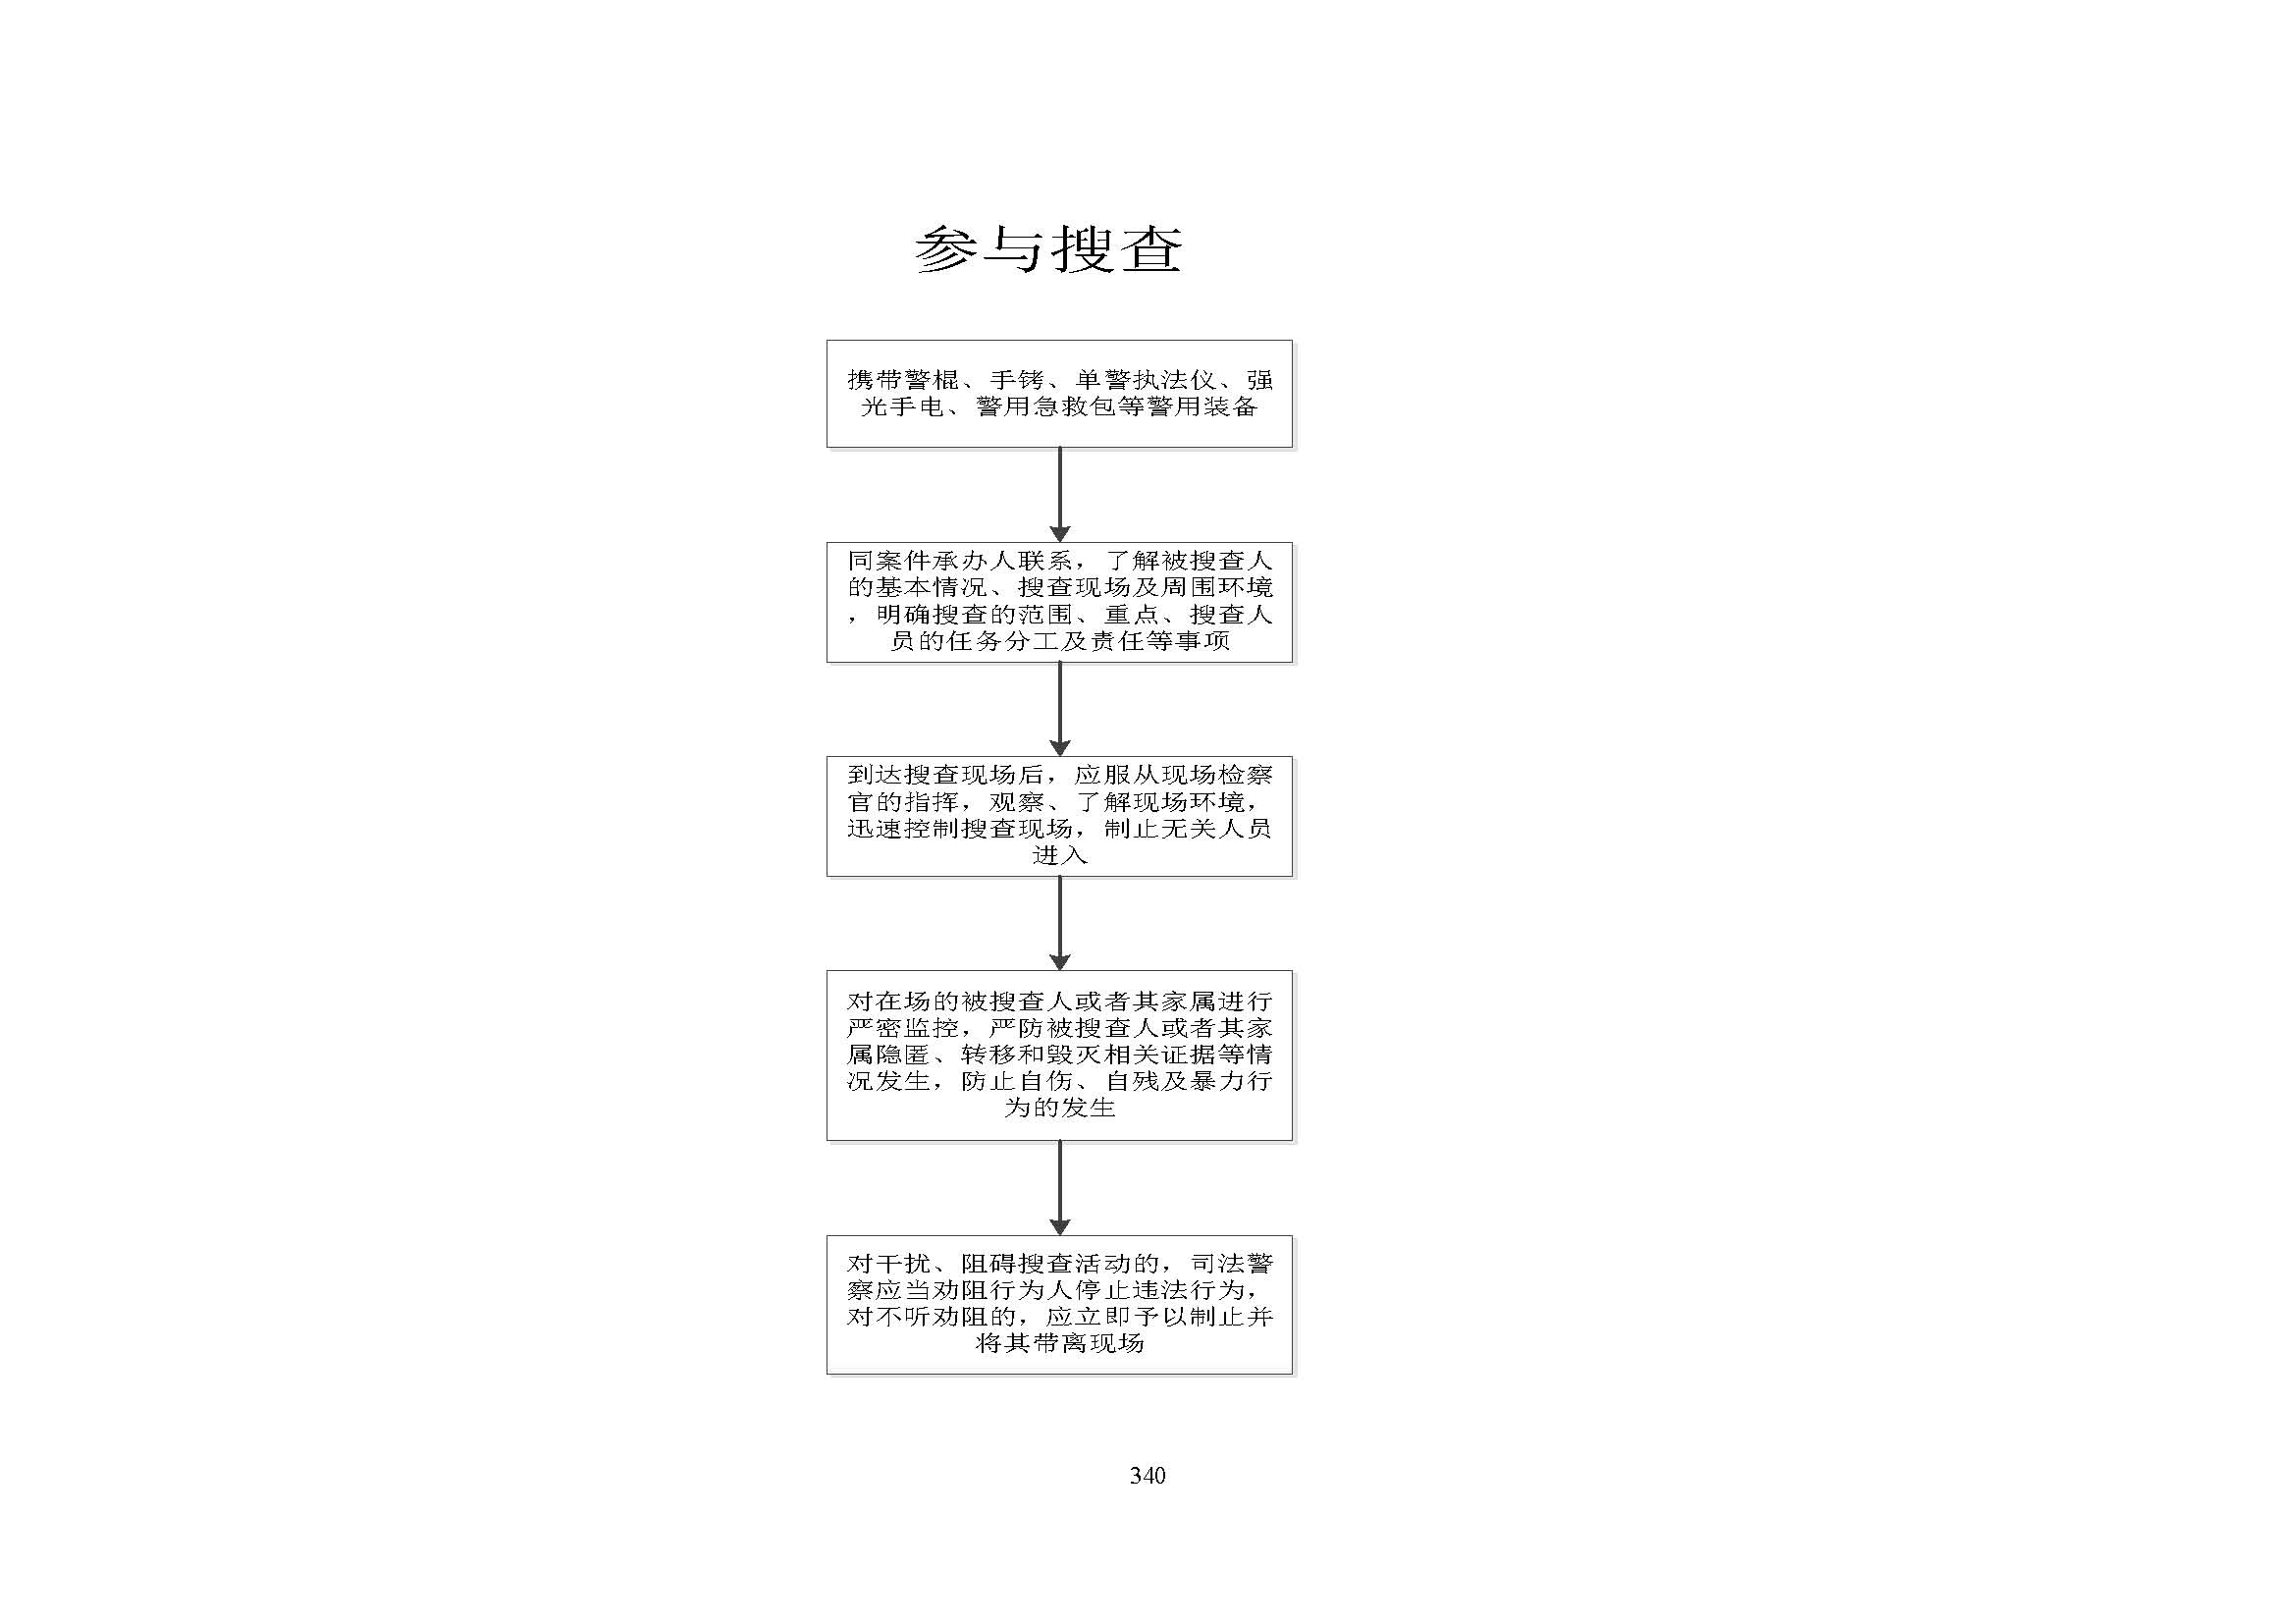 参与搜查
携带警棍、手铐、单警执法仪、强
光手电、警用急救包等警用装备
同案件承办人联系，了解被搜查人
的基本情况、搜查现场及周围环境
，明确搜查的范围、重点、搜查人
员的任务分工及责任等事项
到达搜查现场后，应服从现场检察
官的指挥，观察、了解现场环境，
迅速控制搜查现场，制止无关人员
进入
对在场的被搜查人或者其家属进行
严密监控，严防被搜查人或者其家
属隐匿、转移和毁灭相关证据等情
况发生，防止自伤、自残及暴力行
为的发生
对干扰、阻碍搜查活动的，司法警
察应当劝阻行为人停止违法行为，
对不听劝阻的，应立即予以制止并
将其带离现场
340